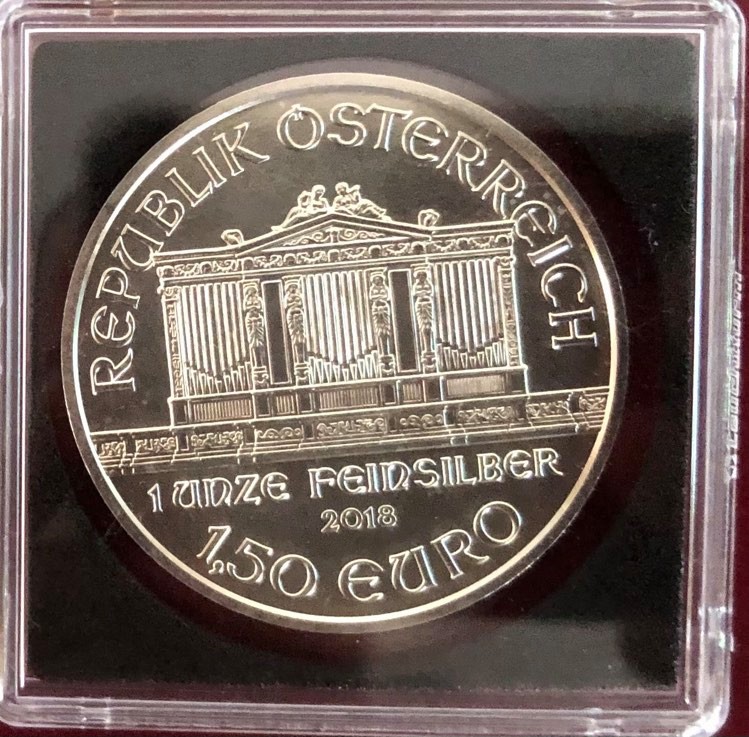 REPUBLIK ÖSTERREICH
1 UNZE FEINSILBER
2018
1,50 EURO